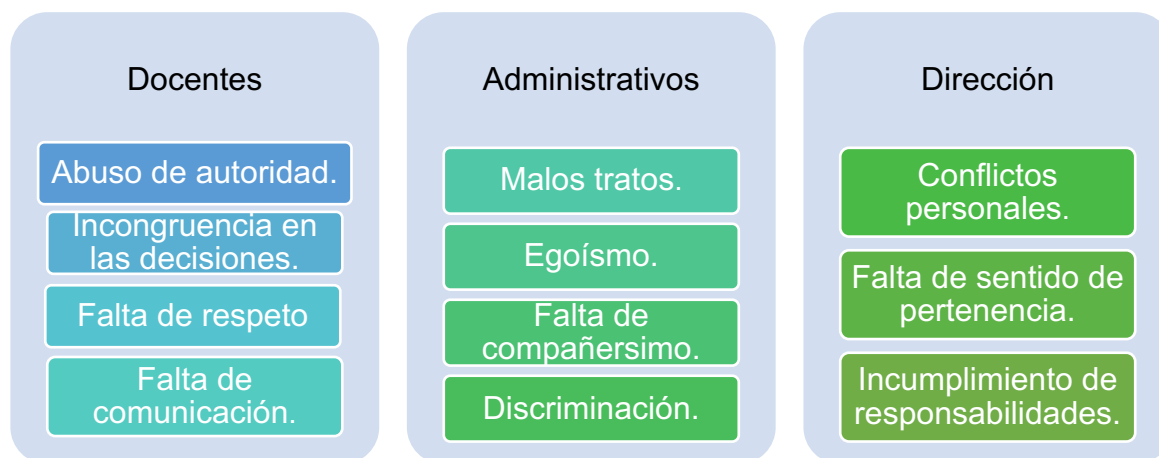 Docentes
Abuso de autoridad.
Incongruencia en
las decisiones.
Falta de respeto
Falta de
comunicación.
Administrativos
Malos tratos.
Egoísmo.
Falta de
compañersimo.
Discriminación.
Dirección
Conflictos
personales.
Falta de sentido de
pertenencia.
Incumplimiento de
responsabilidades.